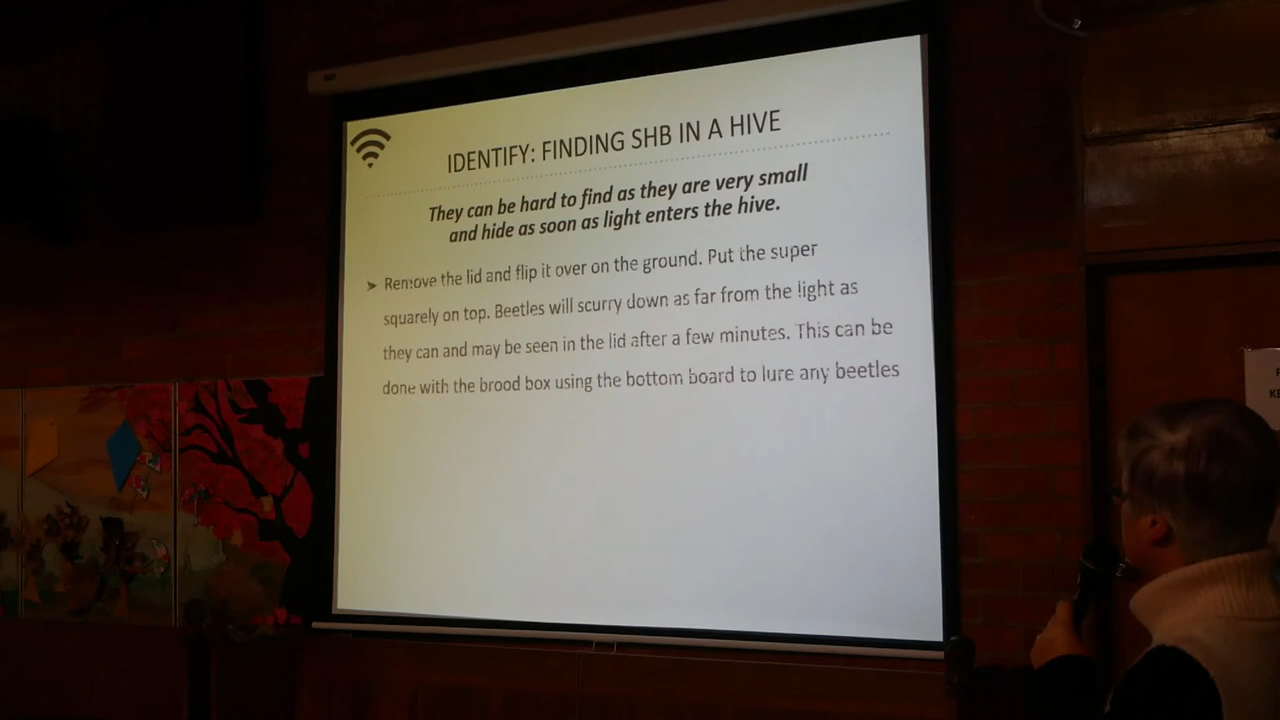 IDENTIFY: FINDING SHB IN A HIVE
They can be hard to find as they are very small
and hide as soon as light enters the hive.
➤ Remove the lid and flip it over on the ground. Put the super
squarely on top. Beetles will scurry down as far from the light as
they can and may be seen in the lid after a few minutes. This can be
done with the brood box using the bottom board to lure any beetles